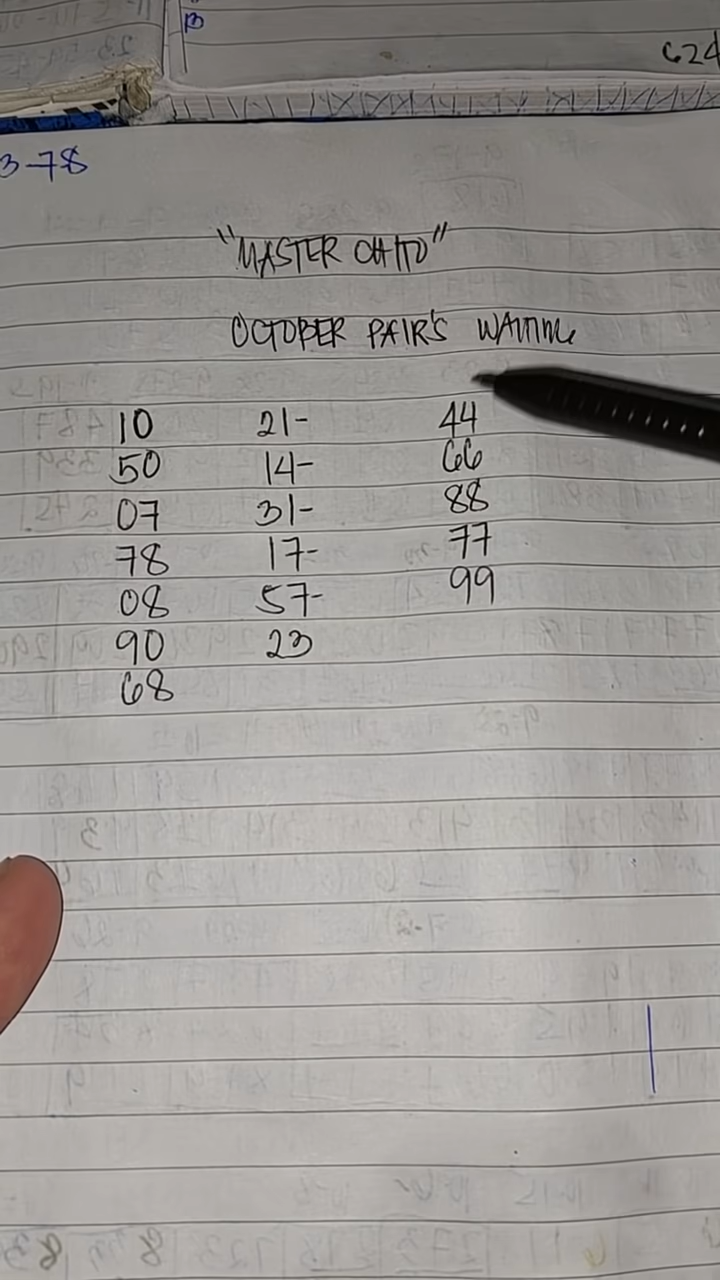 624
3-78
"MASTER CHITO"
OCTOBER PAIR'S WAITING
10 21- 44
50 14- 66
07 31- 88
78 17- 77
08 57- 99
90 23
68